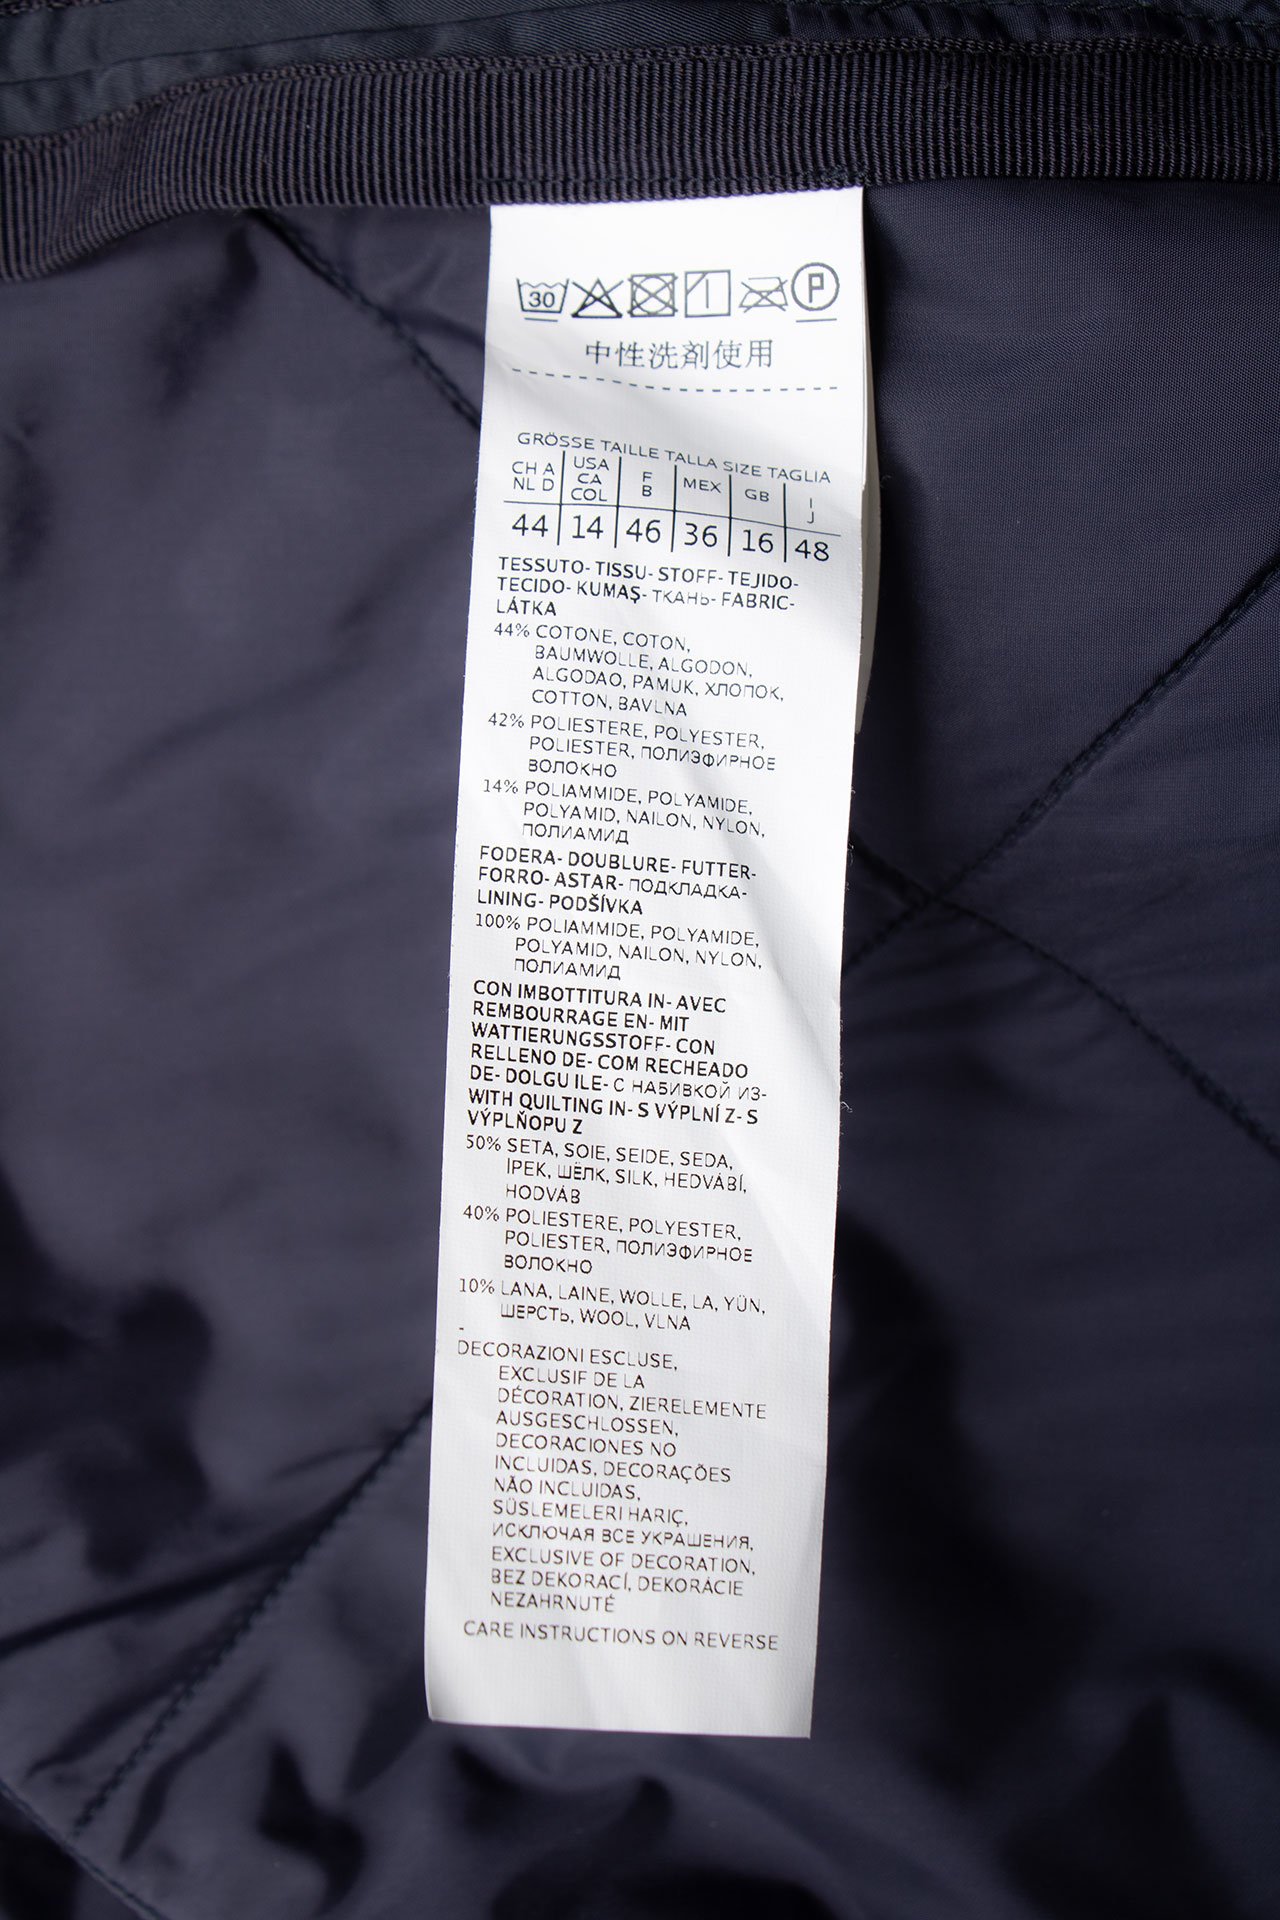 30 P
中性洗剤使用
GRÖSSE TAILLE TALLA SIZE TAGLIA
CH A NL D | USA CA COL | F B | MEX | GB | I J
44 | 14 | 46 | 36 | 16 | 48
TESSUTO- TISSU- STOFF- TEJIDO-
TECIDO- KUMAŞ- ТКАНЬ- FABRIC-
LÁTKA
44% COTONE, COTON,
BAUMWOLLE, ALGODON,
ALGODAO, PAMUK, ХЛОПОК,
COTTON, BAVLNA
42% POLIESTERE, POLYESTER,
POLIESTER, ПОЛИЭФИРНОЕ
ВОЛОКНО
14% POLIAMMIDE, POLYAMIDE,
POLYAMID, NAILON, NYLON,
ПОЛИАМИД
FODERA- DOUBLURE- FUTTER-
FORRO- ASTAR- ПОДКЛАДКА-
LINING- PODŠÍVKA
100% POLIAMMIDE, POLYAMIDE,
POLYAMID, NAILON, NYLON,
ПОЛИАМИД
CON IMBOTTITURA IN- AVEC
REMBOURRAGE EN- MIT
WATTIERUNGSSTOFF- CON
RELLENO DE- COM RECHEADO
DE- DOLGU ILE- С НАБИВКОЙ ИЗ-
WITH QUILTING IN- S VÝPLNÍ Z- S
VÝPLŇOPU Z
50% SETA, SOIE, SEIDE, SEDA,
İPEK, ШЁЛК, SILK, HEDVÁBÍ,
HODVÁB
40% POLIESTERE, POLYESTER,
POLIESTER, ПОЛИЭФИРНОЕ
ВОЛОКНО
10% LANA, LAINE, WOLLE, LA, YÜN,
ШЕРСТЬ, WOOL, VLNA
-
DECORAZIONI ESCLUSE,
EXCLUSIF DE LA
DÉCORATION, ZIERELEMENTE
AUSGESCHLOSSEN,
DECORACIONES NO
INCLUIDAS, DECORAÇÕES
NÃO INCLUIDAS,
SÜSLEMELERI HARIÇ,
ИСКЛЮЧАЯ ВСЕ УКРАШЕНИЯ,
EXCLUSIVE OF DECORATION,
BEZ DEKORACÍ, DEKORÁCIE
NEZAHRNUTÉ
CARE INSTRUCTIONS ON REVERSE